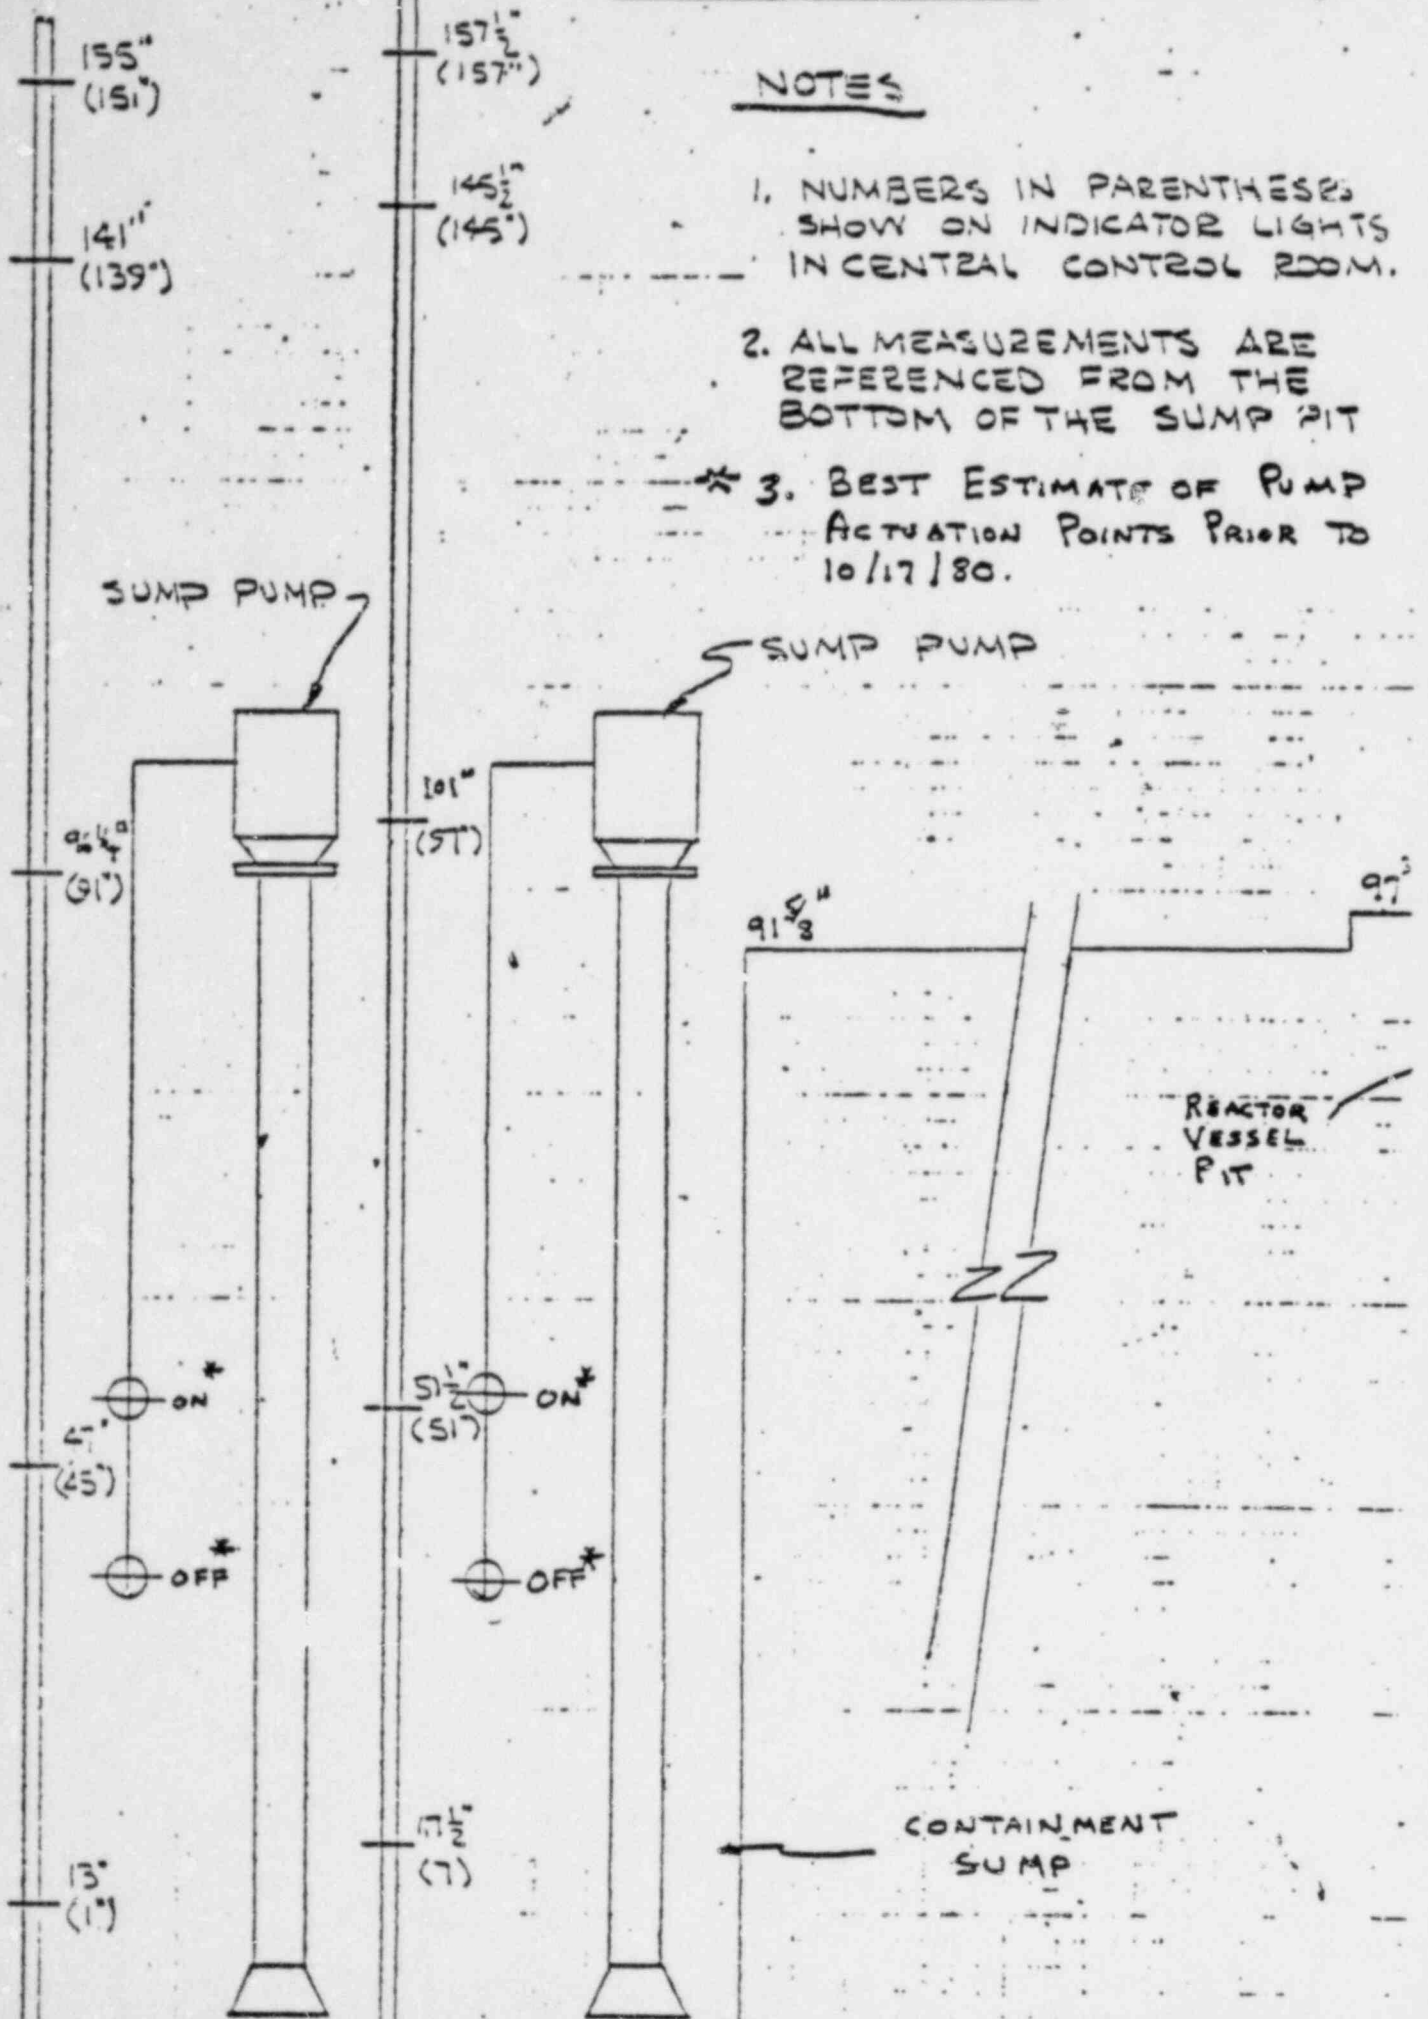 155"
(151")
141"
(139")
157½"
(157")
145½"
(145")
NOTES
1. NUMBERS IN PARENTHESES
SHOW ON INDICATOR LIGHTS
IN CENTRAL CONTROL ROOM.
2. ALL MEASUREMENTS ARE
REFERENCED FROM THE
BOTTOM OF THE SUMP PIT
* 3. BEST ESTIMATE OF PUMP
ACTUATION POINTS PRIOR TO
10/17/80.
SUMP PUMP
SUMP PUMP
101"
91⅝"
97"
REACTOR
VESSEL
PIT
ON*
51½"
(51")
ON*
(45")
OFF*
OFF*
CONTAINMENT
SUMP
17½"
(7)
13"
(1")